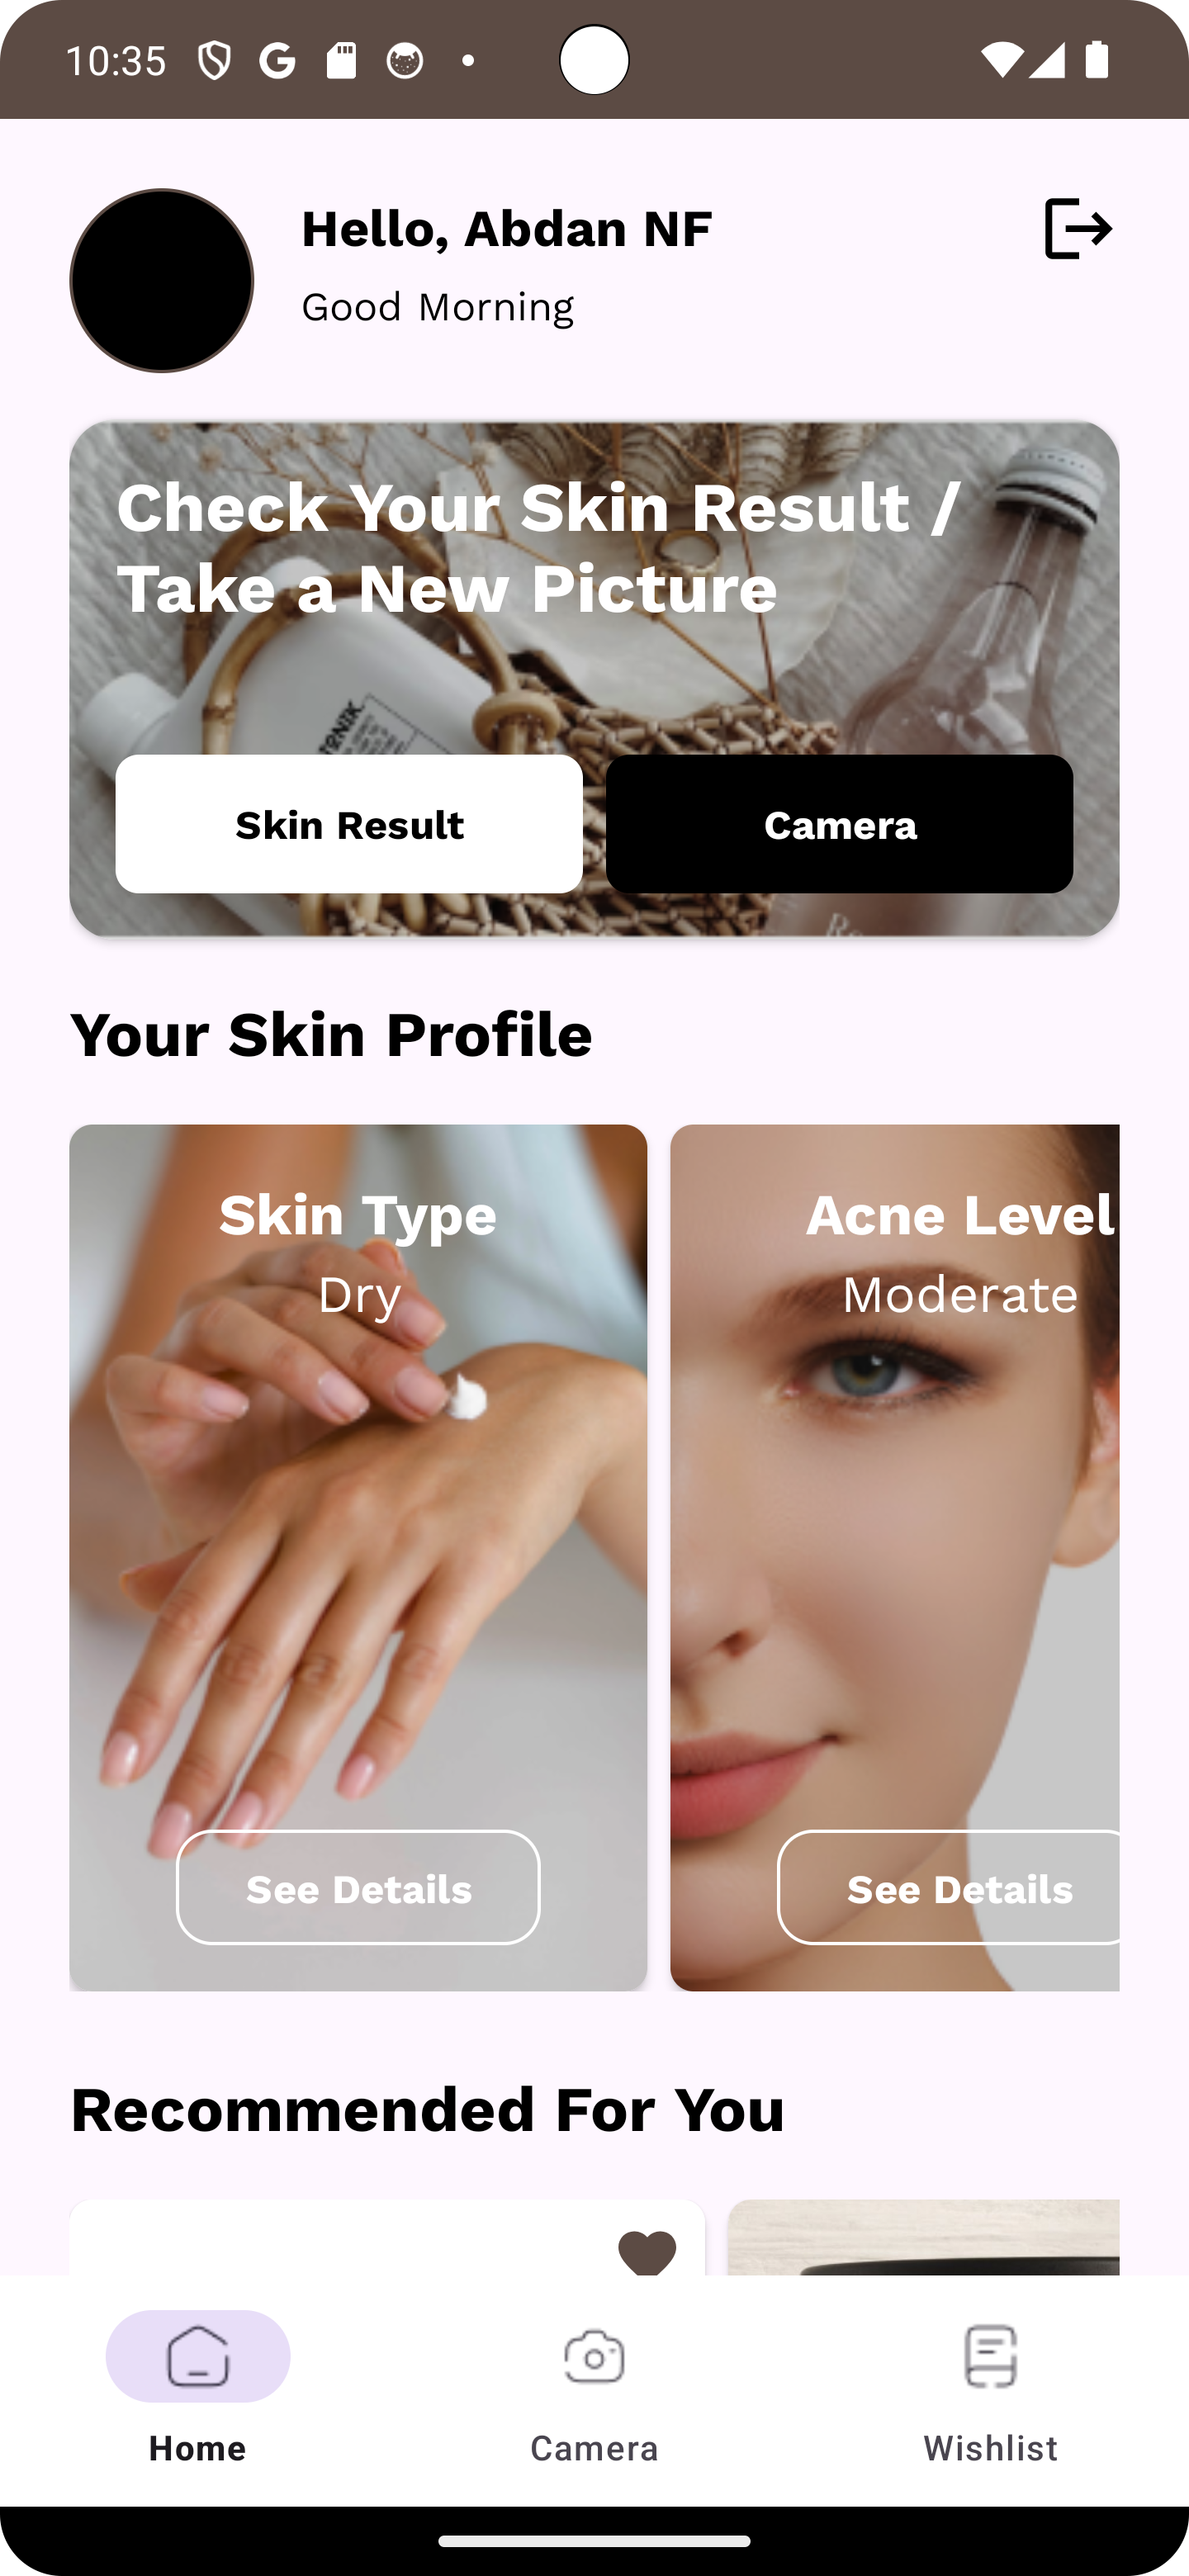 10:35
Hello, Abdan NF
Good Morning
Check Your Skin Result /
Take a New Picture
Skin Result
Camera
Your Skin Profile
Skin Type
Dry
See Details
Acne Level
Moderate
See Details
Recommended For You
Home
Camera
Wishlist